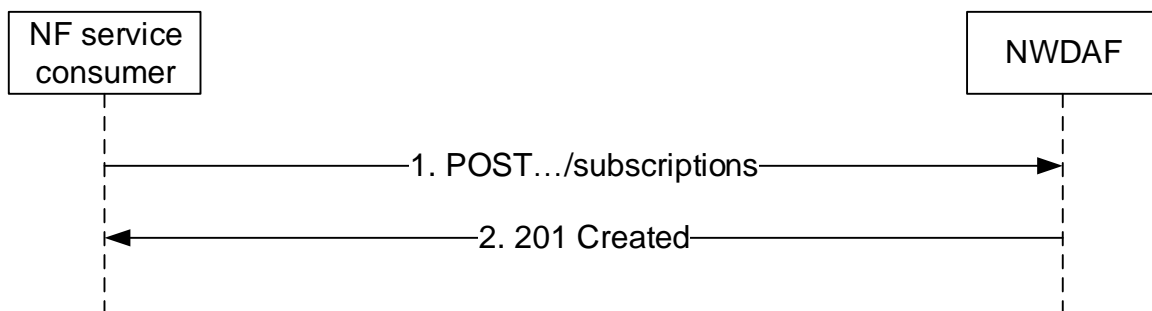 NF service
consumer
NWDAF
1. POST…/subscriptions
2. 201 Created